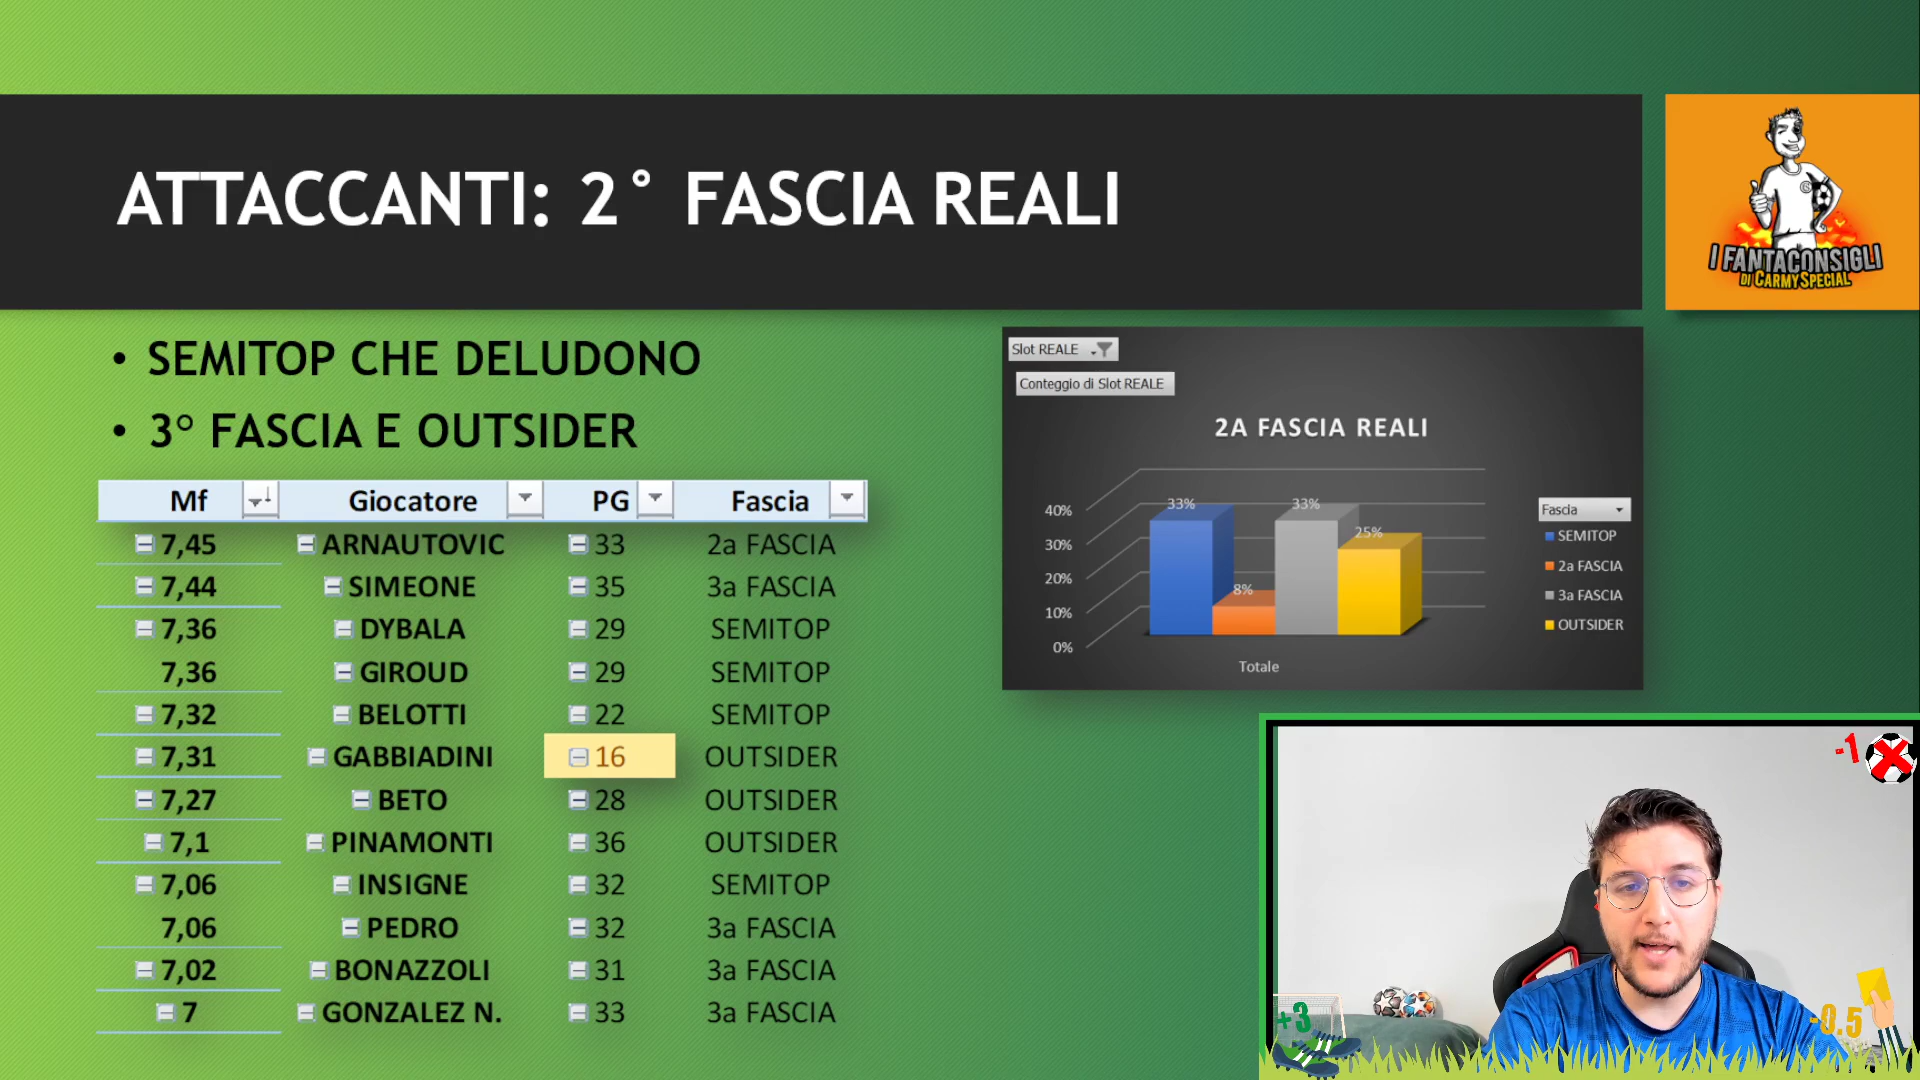 ATTACCANTI: 2° FASCIA REALI
I FANTACONSIGLI
DI CARMYSPECIAL
• SEMITOP CHE DELUDONO
• 3° FASCIA E OUTSIDER
Mf Giocatore PG Fascia
7,45 ARNAUTOVIC 33 2a FASCIA
7,44 SIMEONE 35 3a FASCIA
7,36 DYBALA 29 SEMITOP
7,36 GIROUD 29 SEMITOP
7,32 BELOTTI 22 SEMITOP
7,31 GABBIADINI 16 OUTSIDER
7,27 BETO 28 OUTSIDER
7,1 PINAMONTI 36 OUTSIDER
7,06 INSIGNE 32 SEMITOP
7,06 PEDRO 32 3a FASCIA
7,02 BONAZZOLI 31 3a FASCIA
7 GONZALEZ N. 33 3a FASCIA
Slot REALE
Conteggio di Slot REALE
2A FASCIA REALI
40%
30%
20%
10%
0%
33%
8%
33%
25%
Totale
Fascia
SEMITOP
2a FASCIA
3a FASCIA
OUTSIDER
-1
+3
-0.5